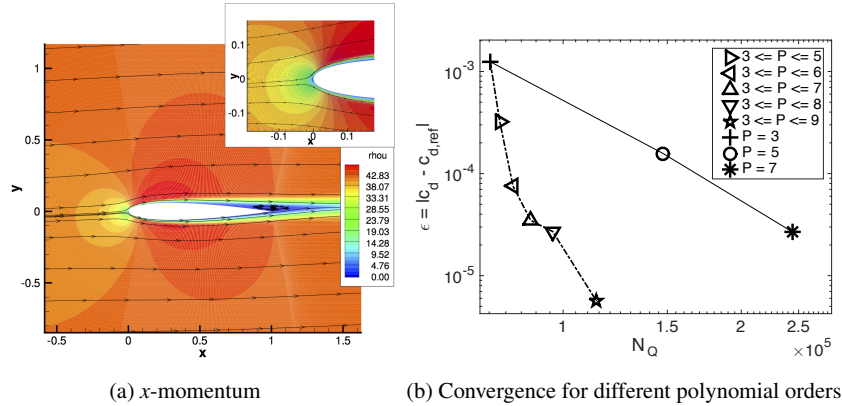 0.1
0
-0.1
y
-0.1
0
0.1
x
1
0.5
0
-0.5
y
-0.5
0
0.5
1
1.5
x
rhou
42.83
38.07
33.31
28.55
23.79
19.03
14.28
9.52
4.76
0.00
(a) x-momentum
10^-3
10^-4
10^-5
ϵ = |c_d - c_d,ref|
3 <= P <= 5
3 <= P <= 6
3 <= P <= 7
3 <= P <= 8
3 <= P <= 9
P = 3
P = 5
P = 7
1
1.5
2
2.5
N_Q
×10^5
(b) Convergence for different polynomial orders